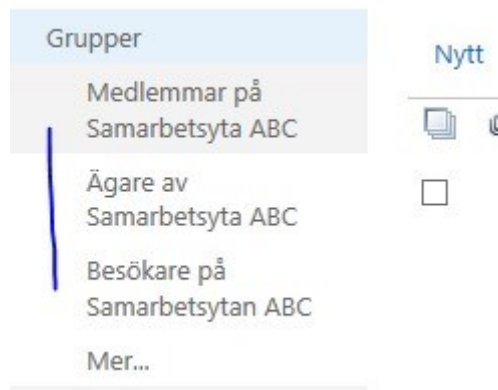 Grupper
Medlemmar på
Samarbetsyta ABC
Ägare av
Samarbetsyta ABC
Besökare på
Samarbetsytan ABC
Mer...
Nytt